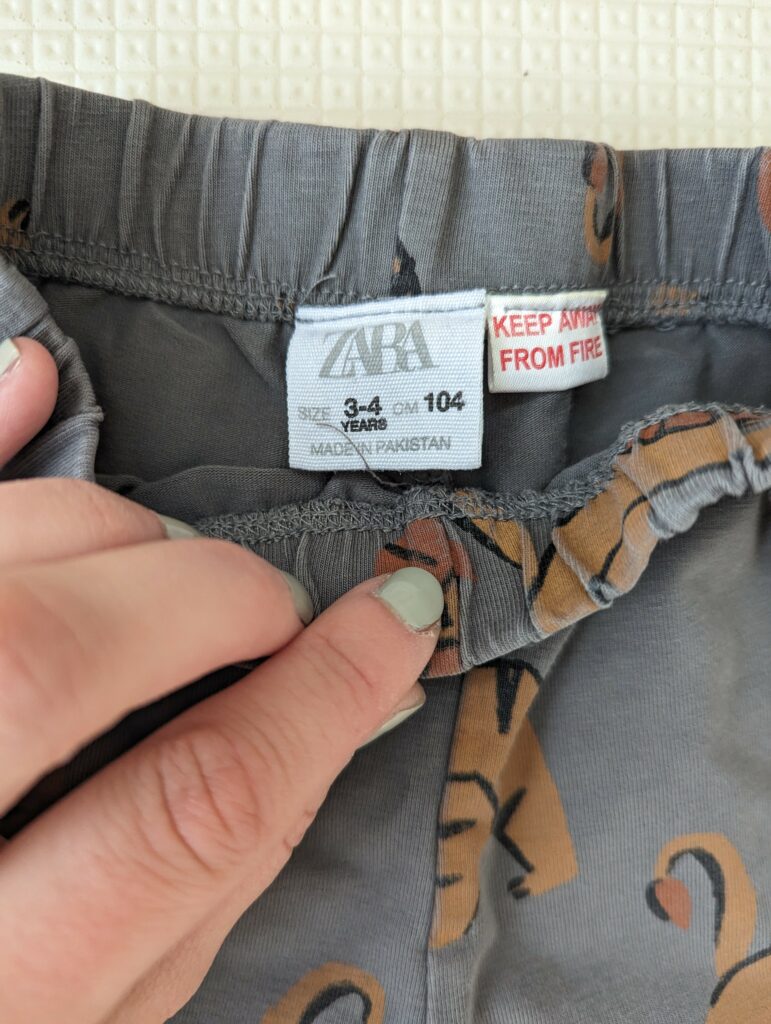 ZARA
SIZE 3-4 CM 104
YEARS
MADE IN PAKISTAN
KEEP AWAY
FROM FIRE